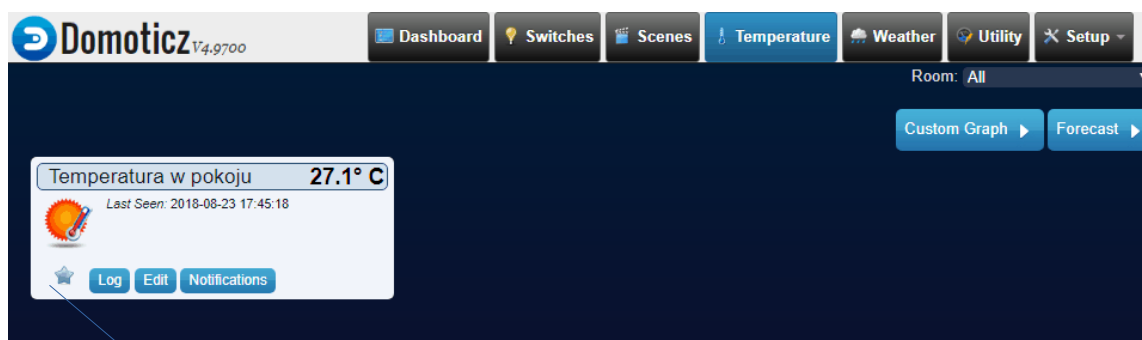 Domoticz V4.9700
Dashboard Switches Scenes Temperature Weather Utility Setup
Room: All
Custom Graph Forecast
Temperatura w pokoju 27.1° C
Last Seen: 2018-08-23 17:45:18
Log Edit Notifications